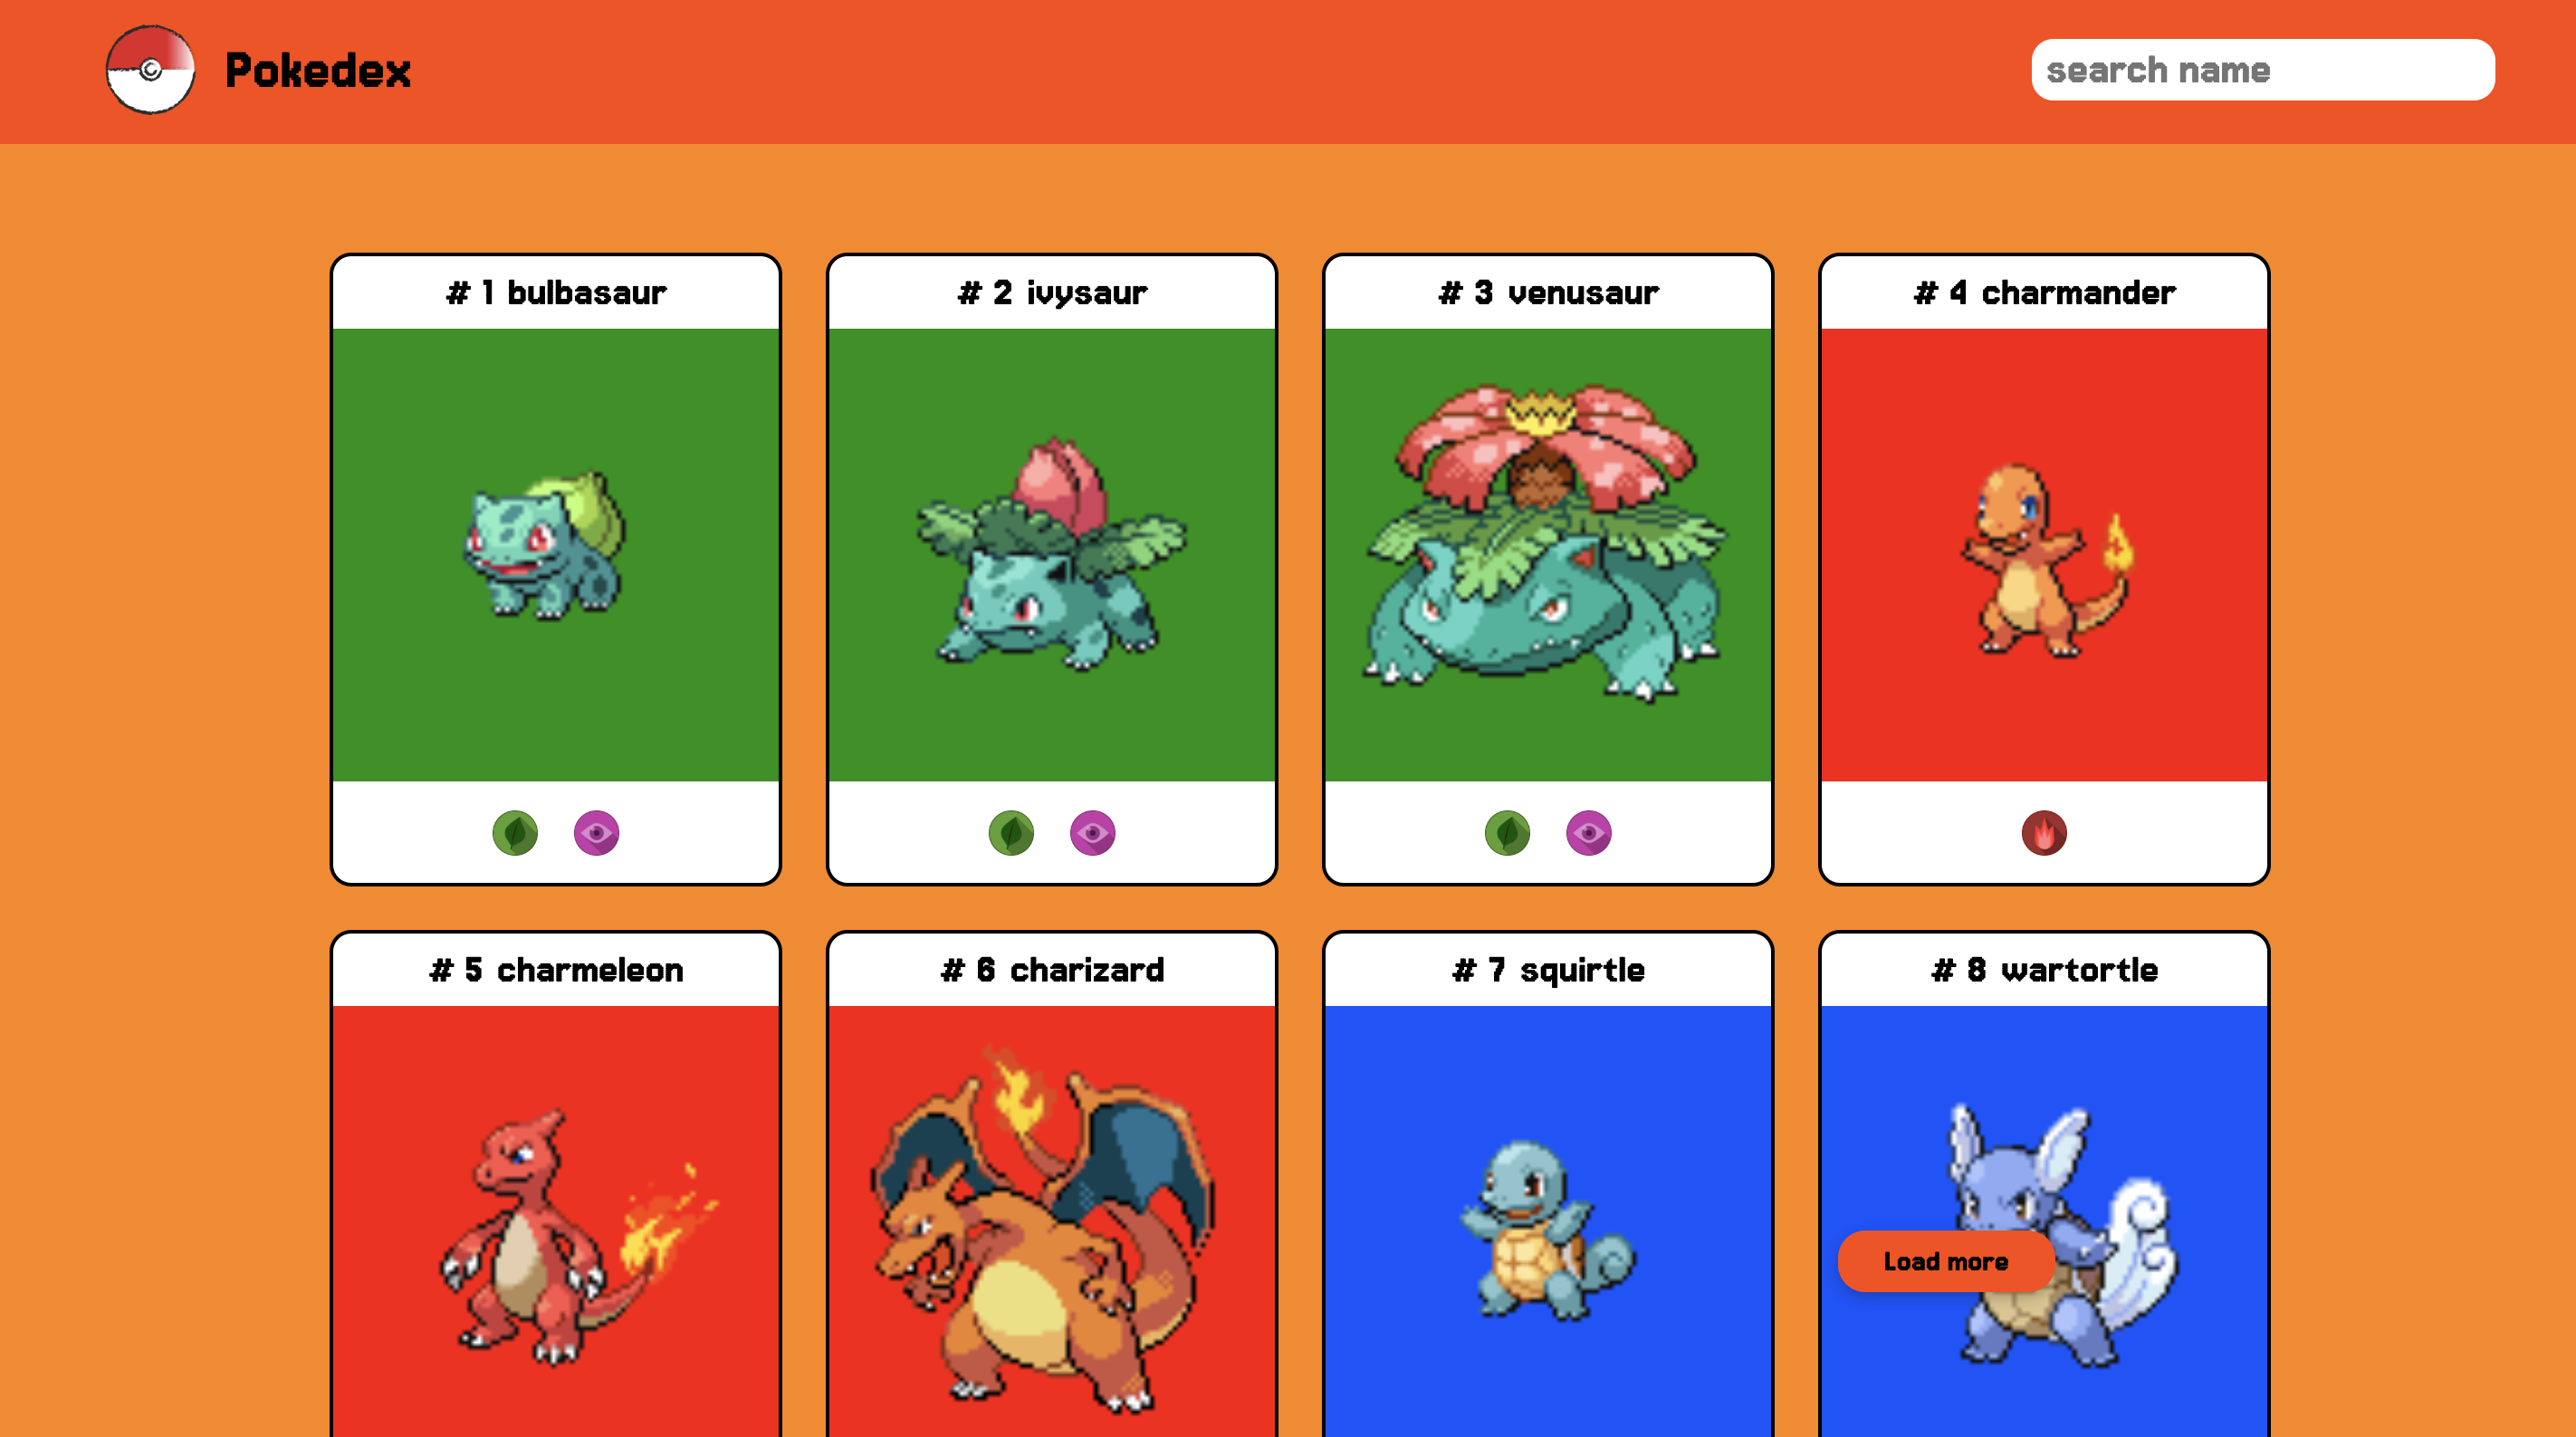 Pokedex
search name
# 1 bulbasaur
# 2 ivysaur
# 3 venusaur
# 4 charmander
# 5 charmeleon
# 6 charizard
# 7 squirtle
# 8 wartortle
Load more